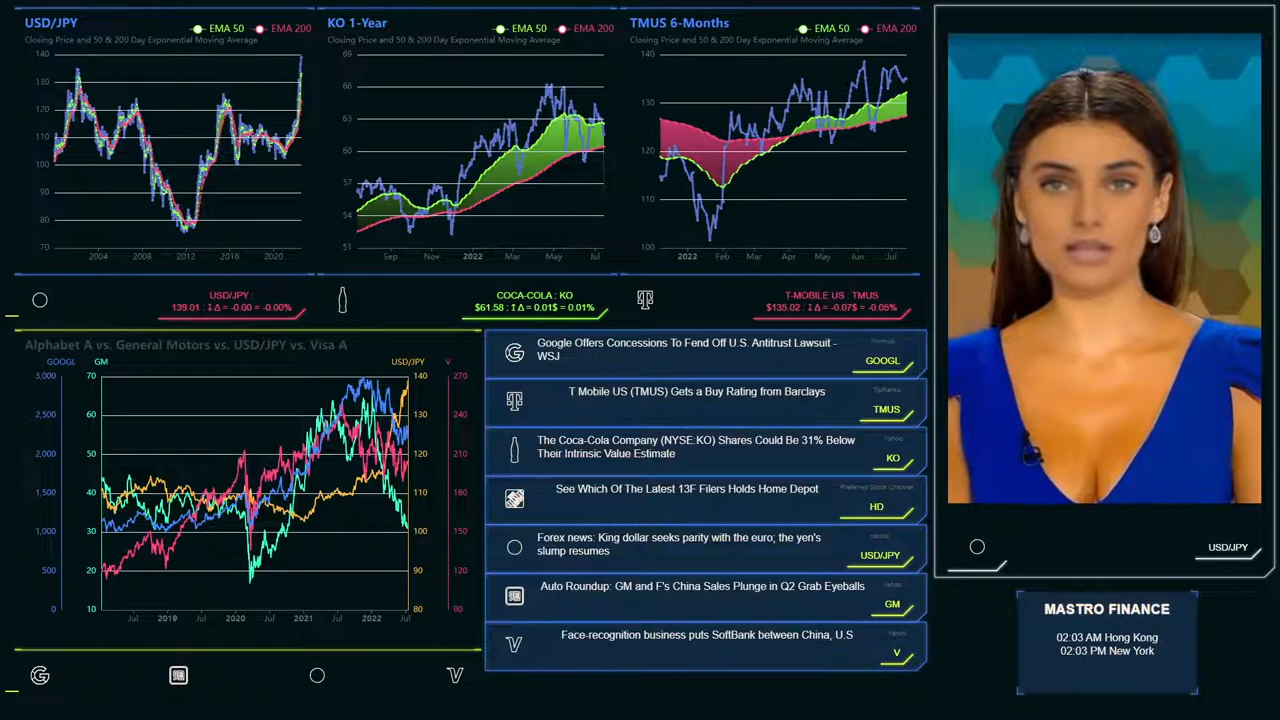 USD/JPY
EMA 50
EMA 200
Closing Price and 50 & 200 Day Exponential Moving Average
140
130
120
110
100
90
80
70
2004
2008
2012
2016
2020
KO 1-Year
EMA 50
EMA 200
Closing Price and 50 & 200 Day Exponential Moving Average
69
66
63
60
57
54
51
Sep
Nov
2022
Mar
May
Jul
TMUS 6-Months
EMA 50
EMA 200
Closing Price and 50 & 200 Day Exponential Moving Average
140
130
120
110
100
2022
Feb
Mar
Apr
May
Jun
Jul
USD/JPY :
139.01 : Δ = -0.00 = -0.00%
COCA-COLA : KO
$61.58 : Δ = 0.01$ = 0.01%
T-MOBILE US : TMUS
$135.02 : Δ = -0.07$ = -0.05%
Alphabet A vs. General Motors vs. USD/JPY vs. Visa A
GOOGL
GM
USD/JPY
V
3,000
2,500
2,000
1,500
1,000
500
0
70
60
50
40
30
20
10
140
130
120
110
100
90
80
270
240
210
180
150
120
90
Jul
2019
Jul
2020
Jul
2021
Jul
2022
Jul
Google Offers Concessions To Fend Off U.S. Antitrust Lawsuit -
WSJ
Finnhub
GOOGL
T Mobile US (TMUS) Gets a Buy Rating from Barclays
TipRanks
TMUS
The Coca-Cola Company (NYSE:KO) Shares Could Be 31% Below
Their Intrinsic Value Estimate
Yahoo
KO
See Which Of The Latest 13F Filers Holds Home Depot
Preferred Stock Channel
HD
Forex news: King dollar seeks parity with the euro; the yen's
slump resumes
USD/JPY
Auto Roundup: GM and F's China Sales Plunge in Q2 Grab Eyeballs
Yahoo
GM
Face-recognition business puts SoftBank between China, U.S
Yahoo
V
USD/JPY
MASTRO FINANCE
02:03 AM Hong Kong
02:03 PM New York